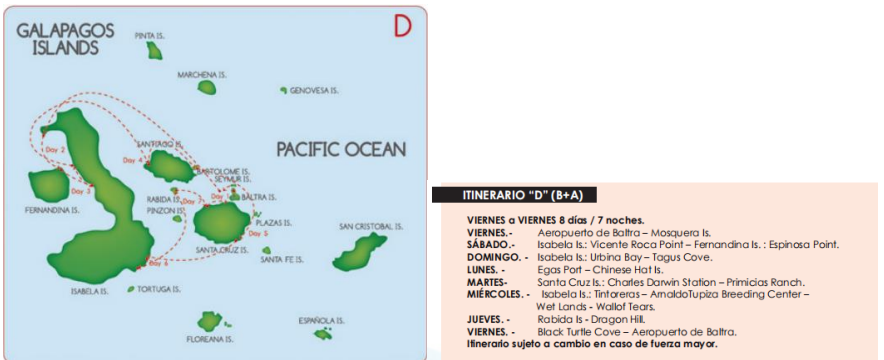 GALAPAGOS
ISLANDS
D
PINTA IS.
MARCHENA IS.
GENOVESA IS.
PACIFIC OCEAN
SANTIAGO IS.
Day 2
Day 4
BARTOLOME IS.
SEYMUR IS.
Day 3
RABIDA IS.
Day 7
Day 1
BALTRA IS.
FERNANDINA IS.
PINZON IS.
PLAZAS IS.
SAN CRISTOBAL IS.
Day 5
SANTA CRUZ IS.
SANTA FE IS.
Day 6
ISABELA IS.
TORTUGA IS.
ESPAÑOLA IS.
FLOREANA IS.
ITINERARIO “D” (B+A)
VIERNES a VIERNES 8 días / 7 noches.
VIERNES.- Aeropuerto de Baltra – Mosquera Is.
SÁBADO.- Isabela Is.: Vicente Roca Point – Fernandina Is. : Espinosa Point.
DOMINGO. - Isabela Is.: Urbina Bay – Tagus Cove.
LUNES. - Egas Port – Chinese Hat Is.
MARTES- Santa Cruz Is.: Charles Darwin Station – Primicias Ranch.
MIÉRCOLES. - Isabela Is.: Tintoreras – ArnaldoTupiza Breeding Center –
Wet Lands - Wallof Tears.
JUEVES. - Rabida Is - Dragon Hill.
VIERNES. - Black Turtle Cove – Aeropuerto de Baltra.
Itinerario sujeto a cambio en caso de fuerza mayor.